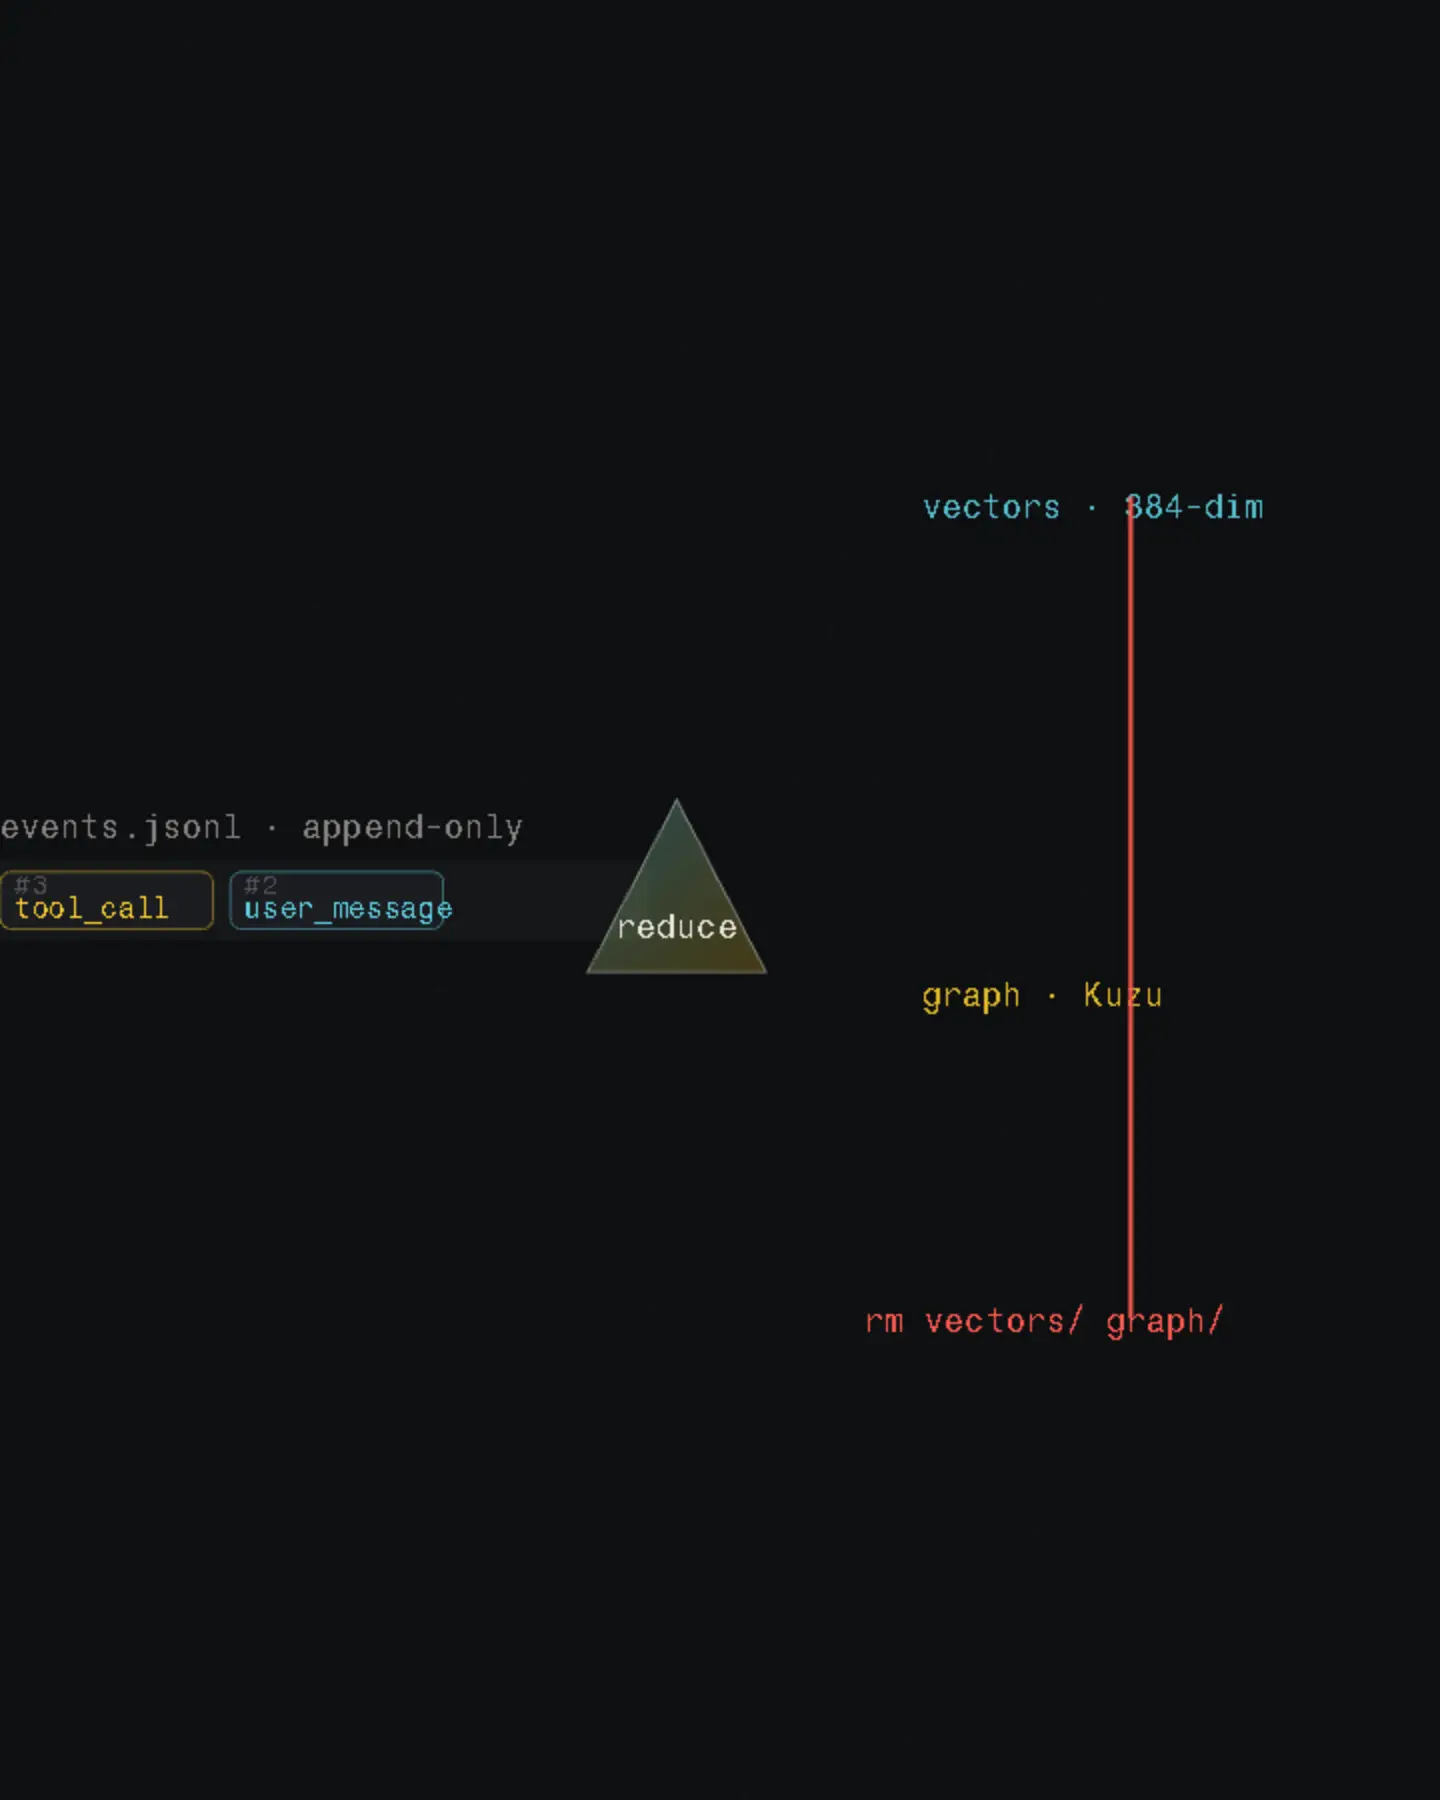 vectors · 384-dim
events.jsonl · append-only
#3
tool_call
#2
user_message
reduce
graph · Kuzu
rm vectors/ graph/